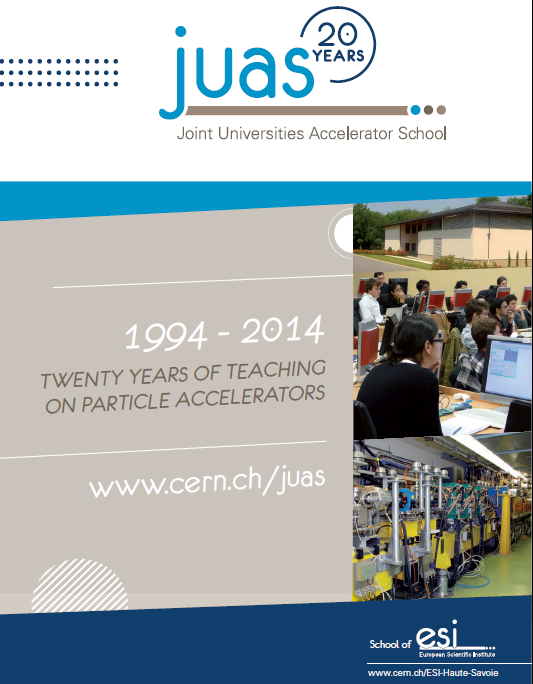 juas
20
YEARS
Joint Universities Accelerator School
1994 - 2014
TWENTY YEARS OF TEACHING
ON PARTICLE ACCELERATORS
www.cern.ch/juas
School of esi
European Scientific Institute
www.cern.ch/ESI-Haute-Savoie